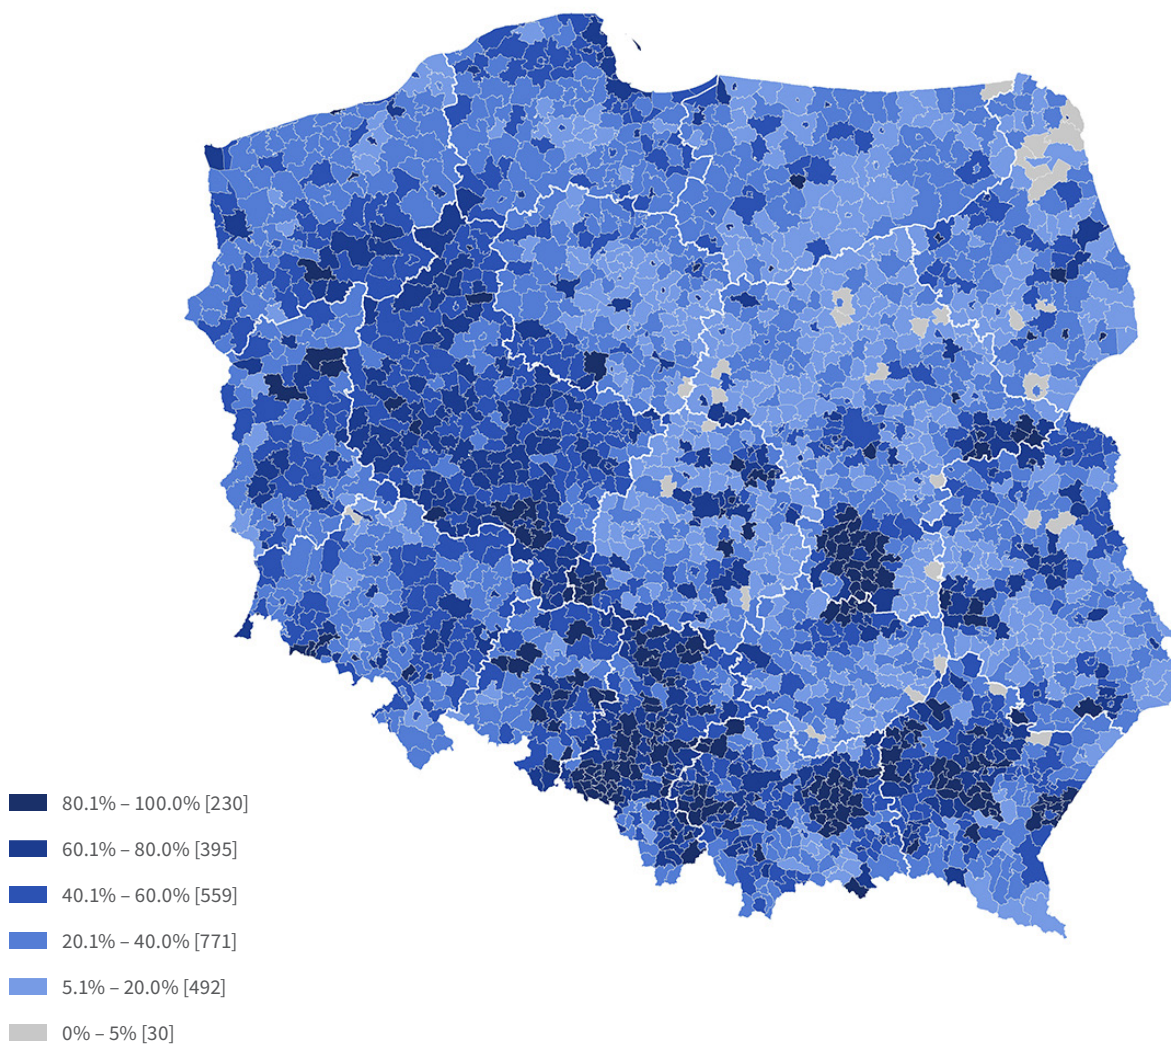 80.1% – 100.0% [230]
60.1% – 80.0% [395]
40.1% – 60.0% [559]
20.1% – 40.0% [771]
5.1% – 20.0% [492]
0% – 5% [30]